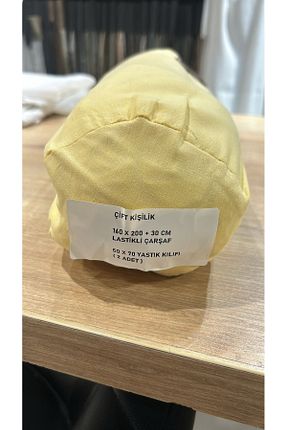 ÇİFT KİŞİLİK
160 X 200 + 30 CM
LASTİKLİ ÇARŞAF
50 X 70 YASTIK KILIFI
( 2 ADET )